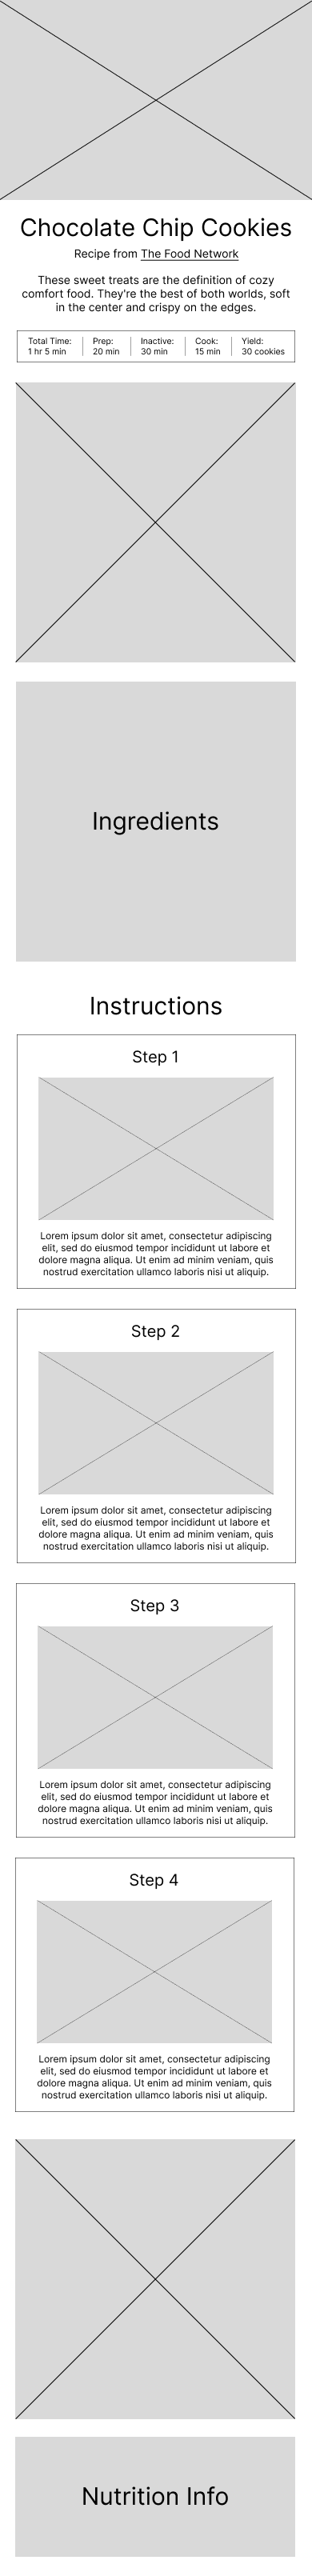 Chocolate Chip Cookies
Recipe from The Food Network
These sweet treats are the definition of cozy
comfort food. They're the best of both worlds, soft
in the center and crispy on the edges.
Total Time: Prep: Inactive: Cook: Yield:
1 hr 5 min 20 min 30 min 15 min 30 cookies
Ingredients
Instructions
Step 1
Lorem ipsum dolor sit amet, consectetur adipiscing
elit, sed do eiusmod tempor incididunt ut labore et
dolore magna aliqua. Ut enim ad minim veniam, quis
nostrud exercitation ullamco laboris nisi ut aliquip.
Step 2
Lorem ipsum dolor sit amet, consectetur adipiscing
elit, sed do eiusmod tempor incididunt ut labore et
dolore magna aliqua. Ut enim ad minim veniam, quis
nostrud exercitation ullamco laboris nisi ut aliquip.
Step 3
Lorem ipsum dolor sit amet, consectetur adipiscing
elit, sed do eiusmod tempor incididunt ut labore et
dolore magna aliqua. Ut enim ad minim veniam, quis
nostrud exercitation ullamco laboris nisi ut aliquip.
Step 4
Lorem ipsum dolor sit amet, consectetur adipiscing
elit, sed do eiusmod tempor incididunt ut labore et
dolore magna aliqua. Ut enim ad minim veniam, quis
nostrud exercitation ullamco laboris nisi ut aliquip.
Nutrition Info